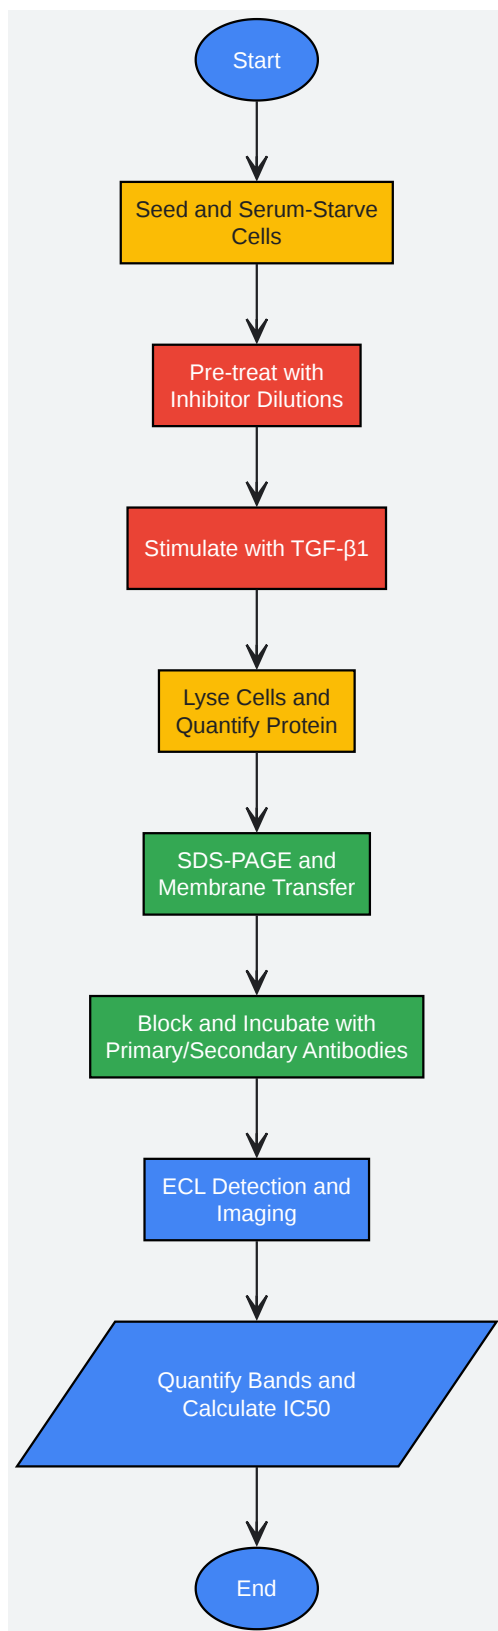 Start
Seed and Serum-Starve
Cells
Pre-treat with
Inhibitor Dilutions
Stimulate with TGF-β1
Lyse Cells and
Quantify Protein
SDS-PAGE and
Membrane Transfer
Block and Incubate with
Primary/Secondary Antibodies
ECL Detection and
Imaging
Quantify Bands and
Calculate IC50
End